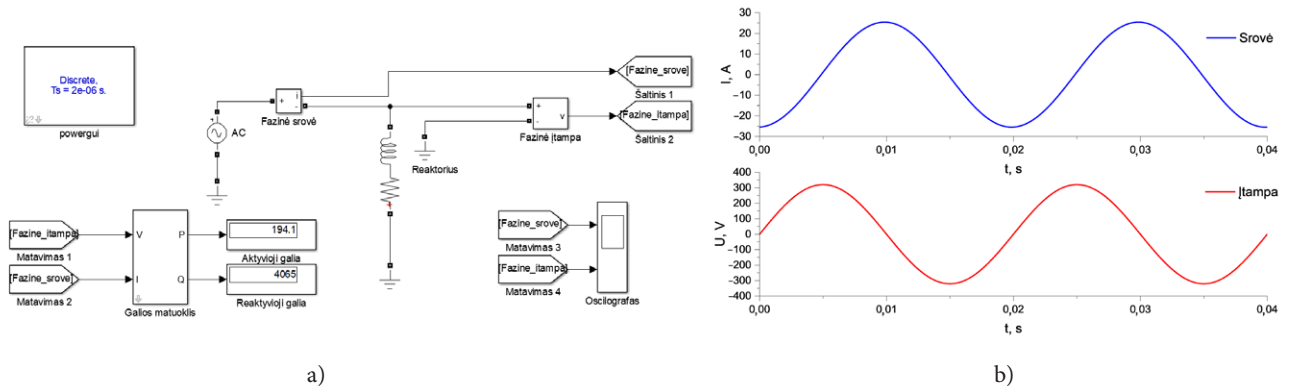 Discrete,
Ts = 2e-06 s.
powergui
AC
+
i
-
Fazinė srovė
Reaktorius
+
-
v
Fazinė įtampa
[Fazine_srove]
Šaltinis 1
[Fazine_itampa]
Šaltinis 2
[Fazine_itampa]
Matavimas 1
[Fazine_srove]
Matavimas 2
V
I
P
Q
Galios matuoklis
194.1
Aktyvioji galia
4065
Reaktyvioji galia
[Fazine_srove]
Matavimas 3
[Fazine_itampa]
Matavimas 4
Oscilografas
a)
I, A
30
20
10
0
−10
−20
−30
0,00
0,01
0,02
0,03
0,04
t, s
Srovė
U, V
400
300
200
100
0
−100
−200
−300
−400
0,00
0,01
0,02
0,03
0,04
t, s
Įtampa
b)